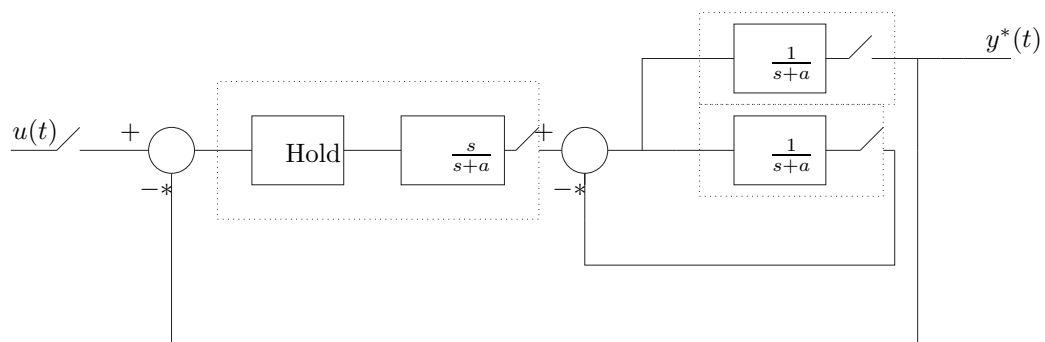 1/(s+a)
y*(t)
u(t)
+
Hold
s/(s+a)
+
1/(s+a)
−*
−*